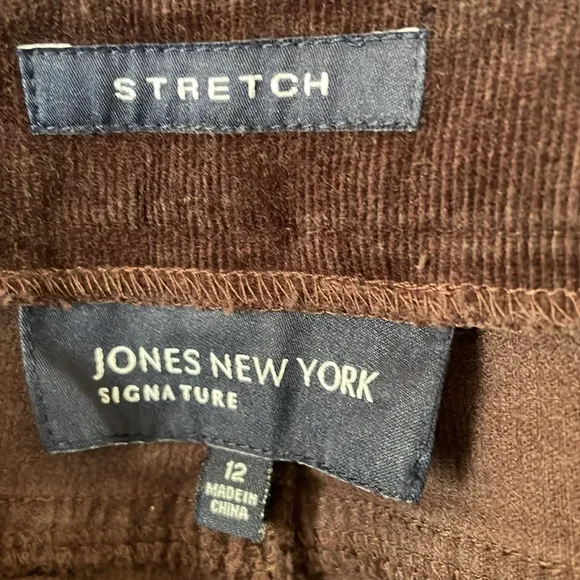 STRETCH
JONES NEW YORK
SIGNATURE
12
MADE IN
CHINA